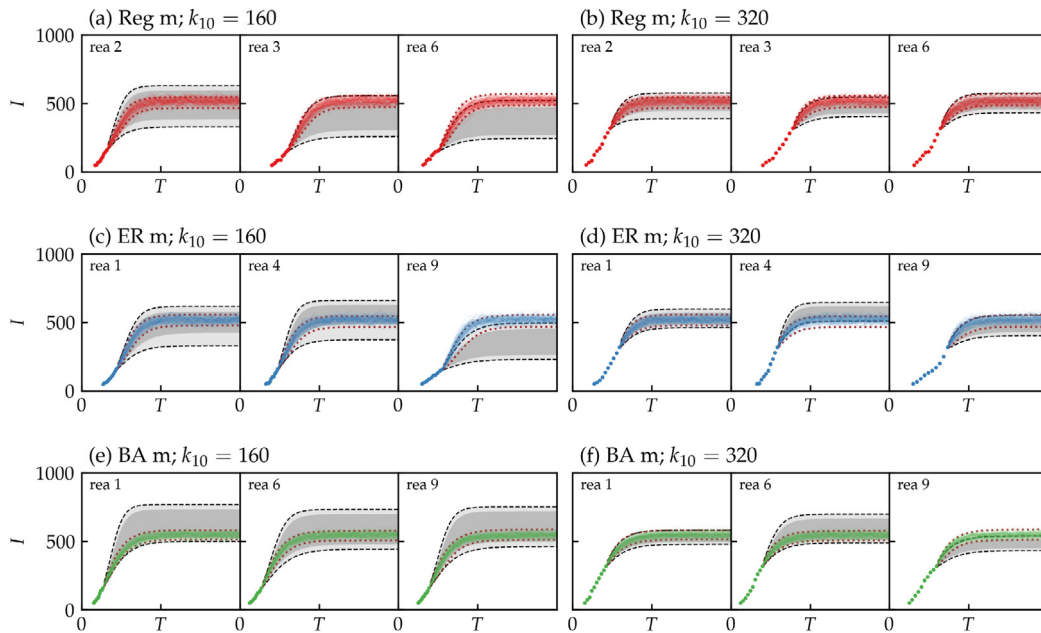 (a) Reg m; k₁₀ = 160
(b) Reg m; k₁₀ = 320
1000
rea 2
rea 3
rea 6
rea 2
rea 3
rea 6
I
500
0
0 T 0 T 0 T 0 T 0 T 0 T
(c) ER m; k₁₀ = 160
(d) ER m; k₁₀ = 320
1000
rea 1
rea 4
rea 9
rea 1
rea 4
rea 9
I
500
0
0 T 0 T 0 T 0 T 0 T 0 T
(e) BA m; k₁₀ = 160
(f) BA m; k₁₀ = 320
1000
rea 1
rea 6
rea 9
rea 1
rea 6
rea 9
I
500
0
0 T 0 T 0 T 0 T 0 T 0 T